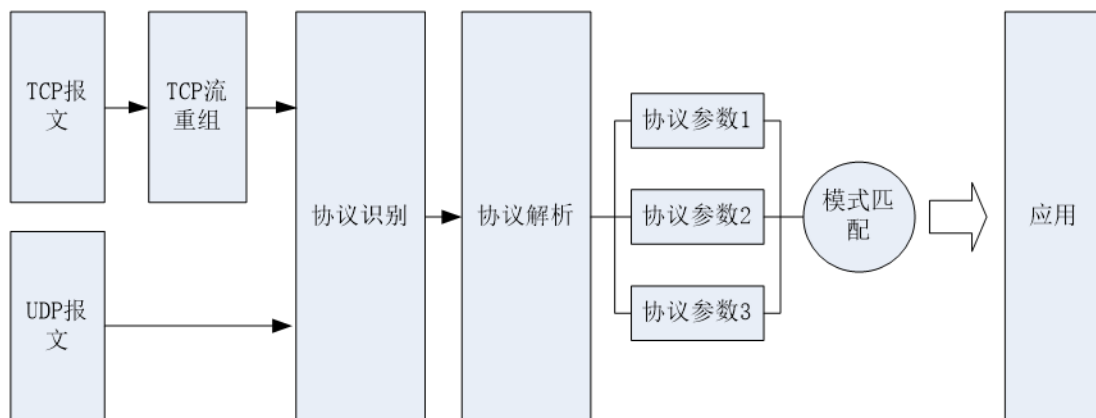 TCP报
文
TCP流
重组
UDP报
文
协议识别
协议解析
协议参数1
协议参数2
协议参数3
模式匹
配
应用